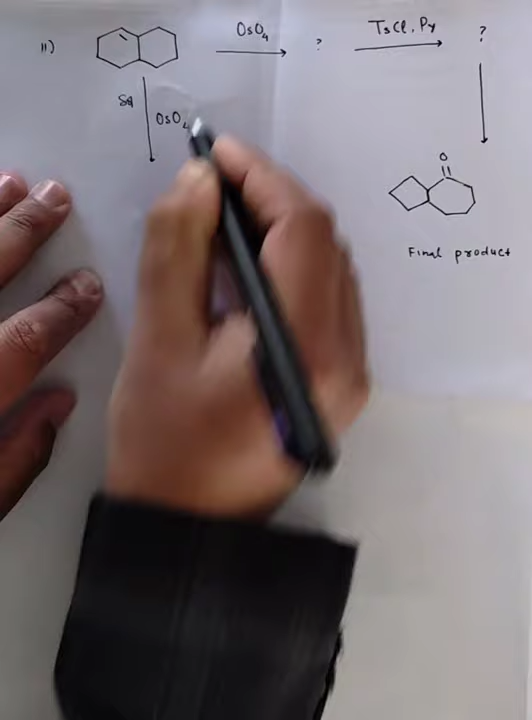 11) OsO4 ? TsCl, Py ?
OsO4
O
Final product